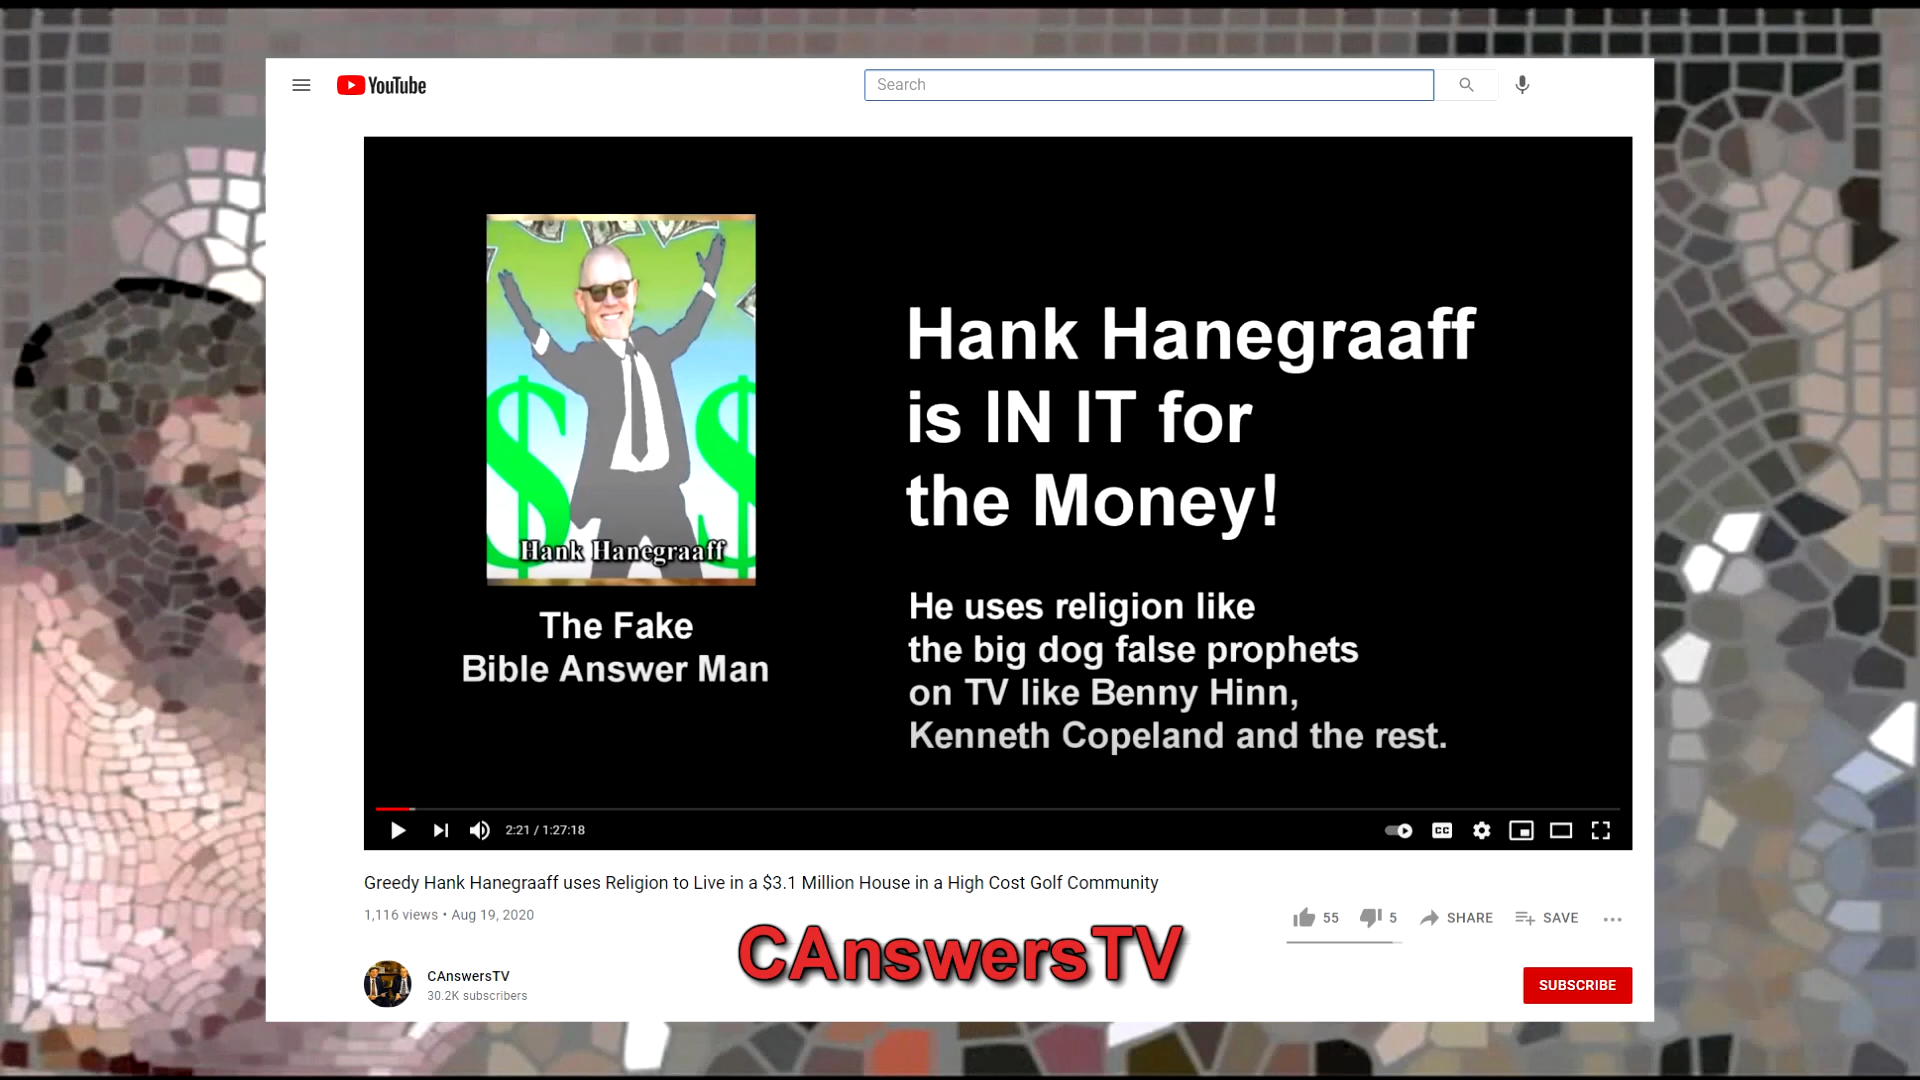 YouTube
Search
Hank Hanegraaff
The Fake
Bible Answer Man
Hank Hanegraaff
is IN IT for
the Money!
He uses religion like
the big dog false prophets
on TV like Benny Hinn,
Kenneth Copeland and the rest.
2:21 / 1:27:18
CC
Greedy Hank Hanegraaff uses Religion to Live in a $3.1 Million House in a High Cost Golf Community
1,116 views • Aug 19, 2020
55
5
SHARE
SAVE
CAnswersTV
CAnswersTV
30.2K subscribers
SUBSCRIBE